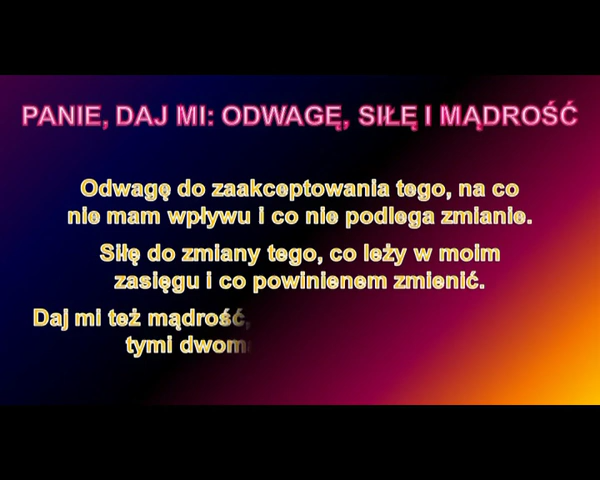 PANIE, DAJ MI: ODWAGĘ, SIŁĘ I MĄDROŚĆ
Odwagę do zaakceptowania tego, na co
nie mam wpływu i co nie podlega zmianie.
Siłę do zmiany tego, co leży w moim
zasięgu i co powinienem zmienić.
Daj mi też mądrość,
tymi dwoma